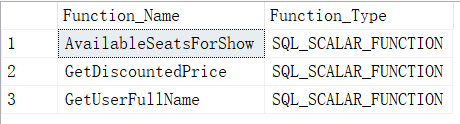 Function_Name Function_Type
1 AvailableSeatsForShow SQL_SCALAR_FUNCTION
2 GetDiscountedPrice SQL_SCALAR_FUNCTION
3 GetUserFullName SQL_SCALAR_FUNCTION